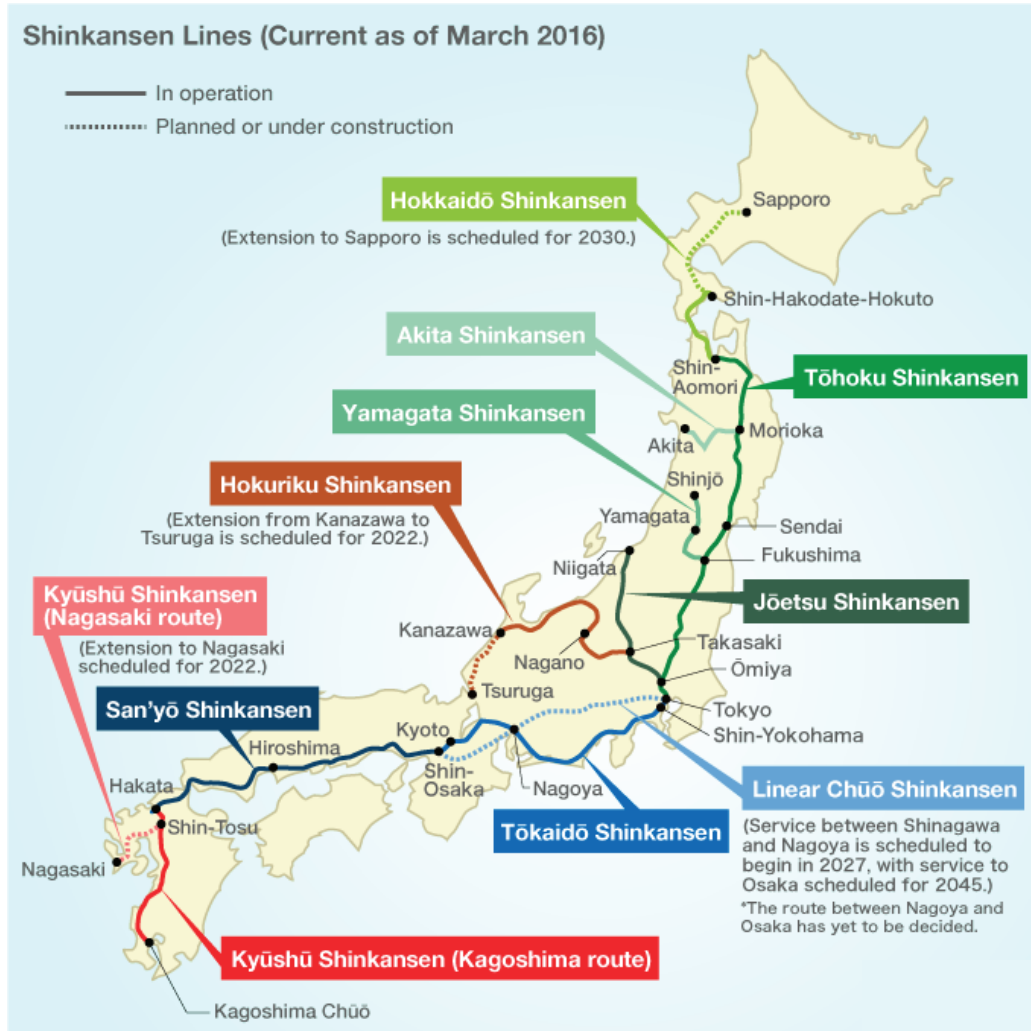 Shinkansen Lines (Current as of March 2016)
In operation
Planned or under construction
Hokkaidō Shinkansen
(Extension to Sapporo is scheduled for 2030.)
Sapporo
Shin-Hakodate-Hokuto
Akita Shinkansen
Shin-
Aomori
Tōhoku Shinkansen
Yamagata Shinkansen
Akita
Morioka
Hokuriku Shinkansen
(Extension from Kanazawa to
Tsuruga is scheduled for 2022.)
Shinjō
Yamagata
Sendai
Niigata
Fukushima
Kyūshū Shinkansen
(Nagasaki route)
(Extension to Nagasaki
scheduled for 2022.)
Jōetsu Shinkansen
Kanazawa
Nagano
Takasaki
Ōmiya
Tsuruga
Tokyo
Shin-Yokohama
San'yō Shinkansen
Kyoto
Hiroshima
Shin-
Osaka
Nagoya
Hakata
Shin-Tosu
Nagasaki
Linear Chūō Shinkansen
(Service between Shinagawa
and Nagoya is scheduled to
begin in 2027, with service to
Osaka scheduled for 2045.)
*The route between Nagoya and
Osaka has yet to be decided.
Tōkaidō Shinkansen
Kyūshū Shinkansen (Kagoshima route)
Kagoshima Chūō